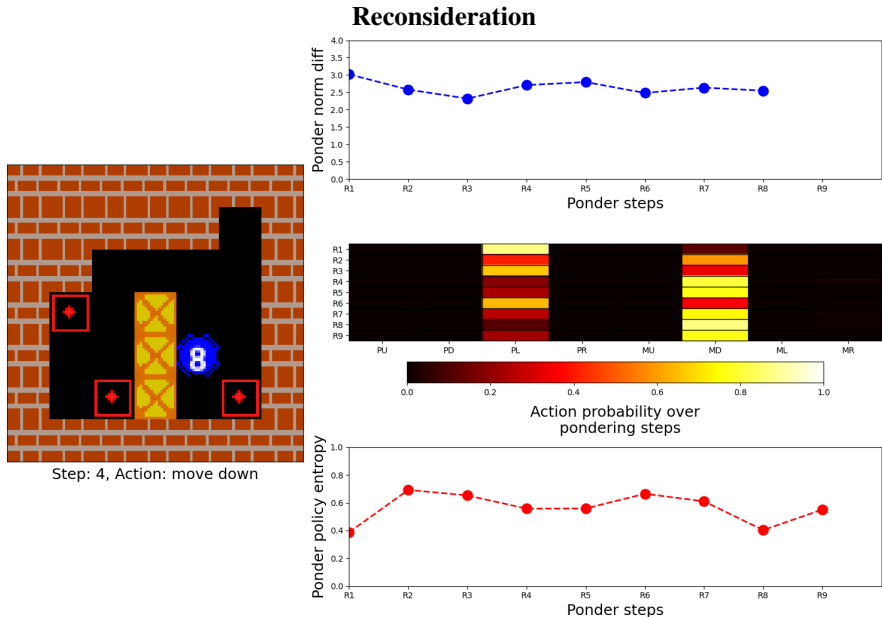 Reconsideration
4.0
3.5
3.0
2.5
2.0
1.5
1.0
0.5
0.0
Ponder norm diff
R1 R2 R3 R4 R5 R6 R7 R8 R9
Ponder steps
8
Step: 4, Action: move down
R1
R2
R3
R4
R5
R6
R7
R8
R9
PU PD PL PR MU MD ML MR
0.0 0.2 0.4 0.6 0.8 1.0
Action probability over
pondering steps
1.0
0.8
0.6
0.4
0.2
0.0
Ponder policy entropy
R1 R2 R3 R4 R5 R6 R7 R8 R9
Ponder steps